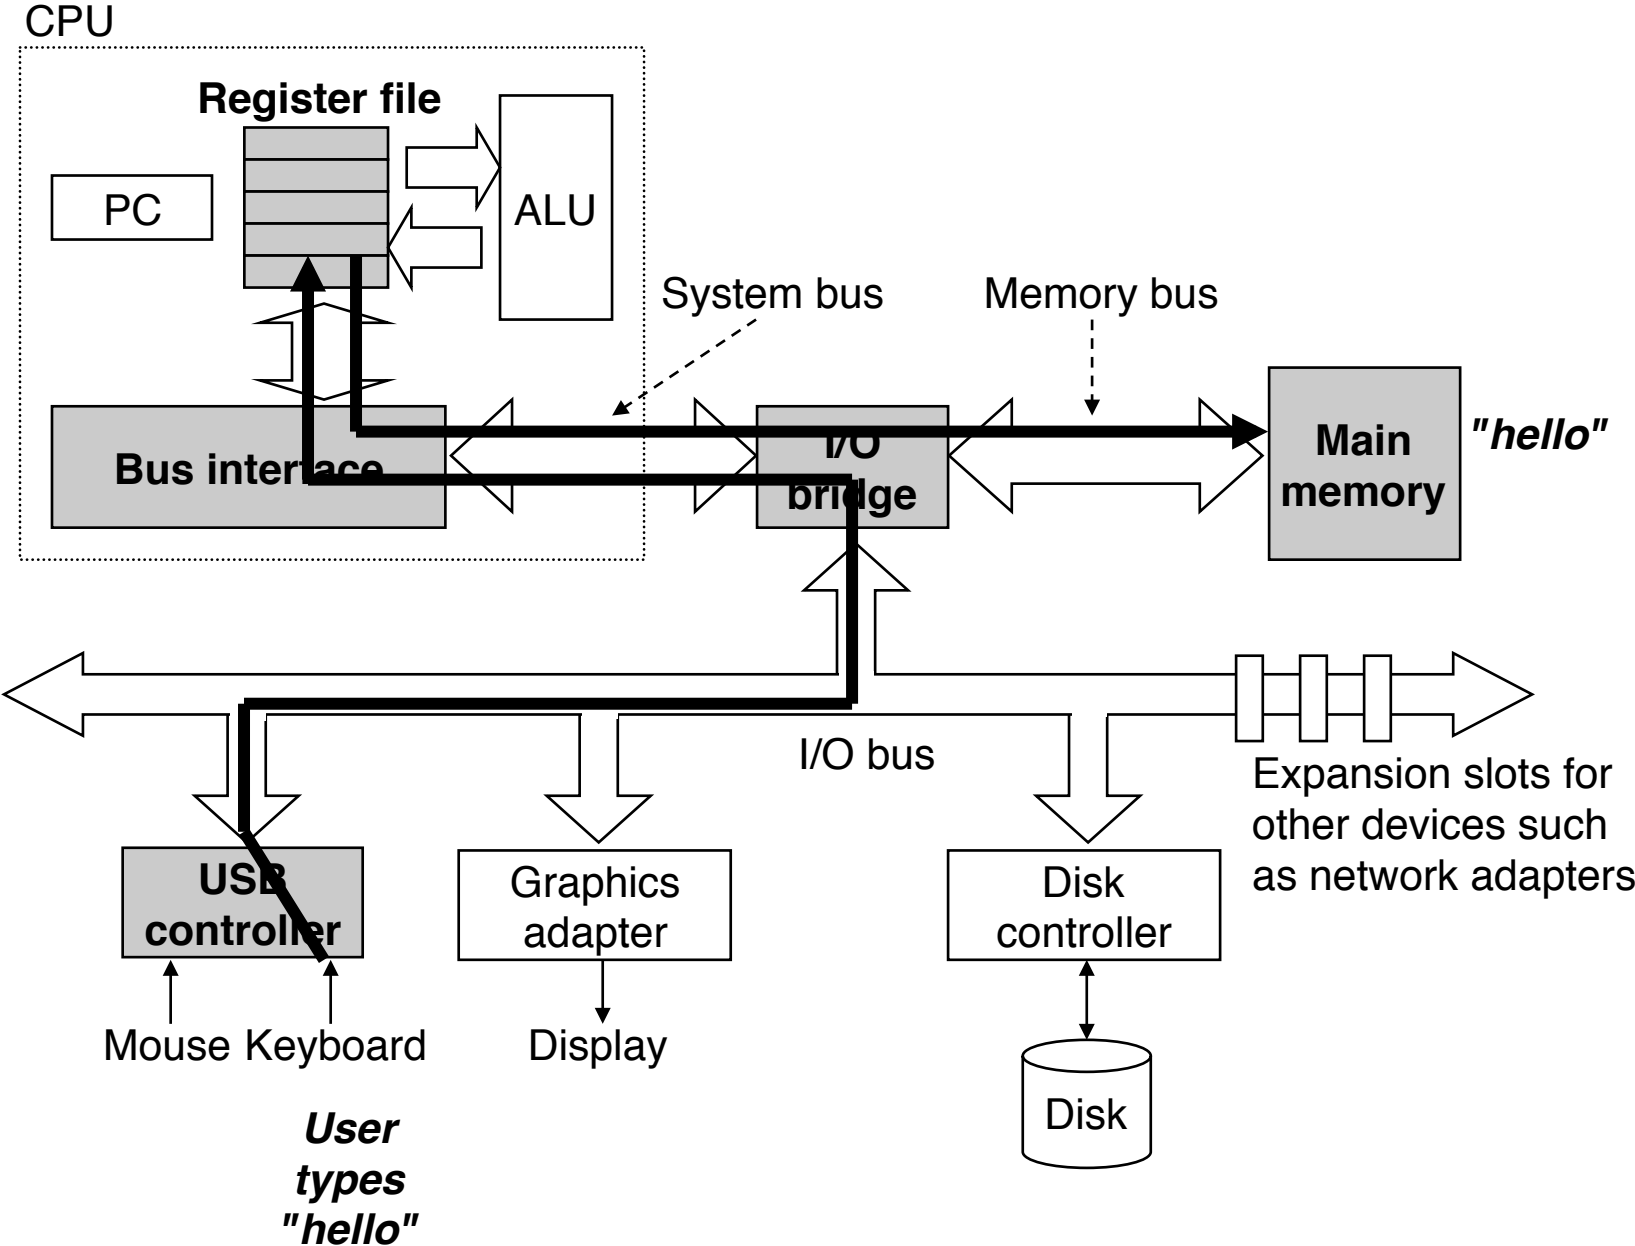 CPU
Register file
PC
ALU
System bus
Memory bus
Bus interface
I/O
bridge
Main
memory
"hello"
I/O bus
Expansion slots for
other devices such
as network adapters
USB
controller
Graphics
adapter
Disk
controller
Mouse
Keyboard
Display
Disk
User
types
"hello"